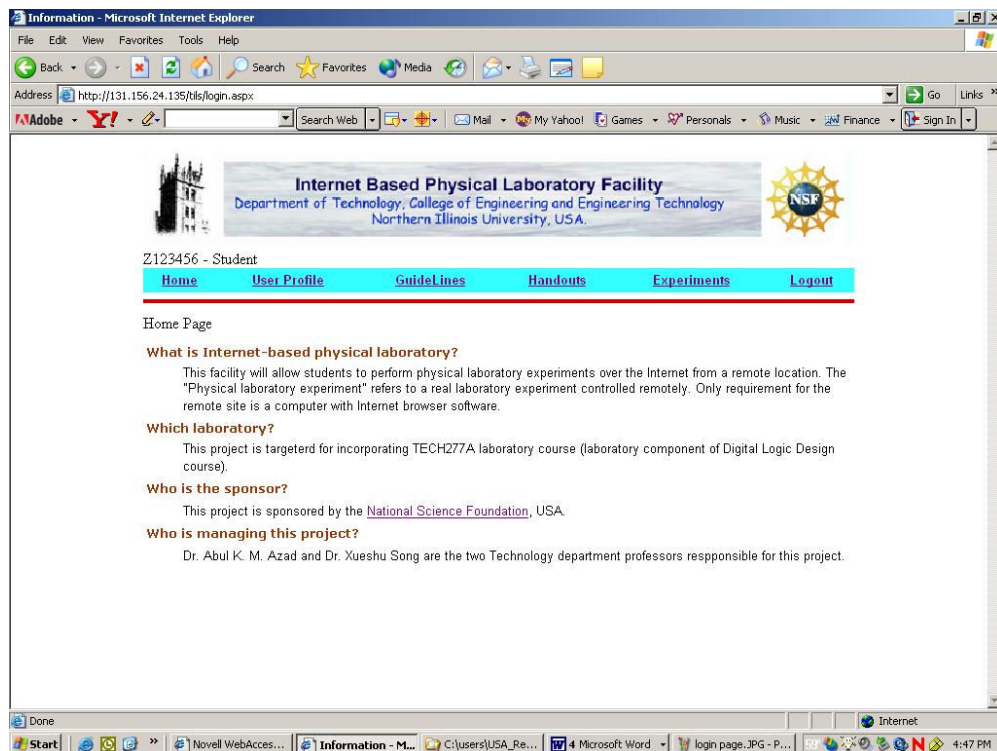 Information - Microsoft Internet Explorer
File Edit View Favorites Tools Help
Back Search Favorites Media
Address http://131.156.24.135/tils/login.aspx Go Links »
Adobe Y! Search Web Mail My Yahoo! Games Personals Music Finance Sign In
Internet Based Physical Laboratory Facility
Department of Technology, College of Engineering and Engineering Technology
Northern Illinois University, USA.
NSF
Z123456 - Student
Home User Profile GuideLines Handouts Experiments Logout
Home Page
What is Internet-based physical laboratory?
This facility will allow students to perform physical laboratory experiments over the Internet from a remote location. The
"Physical laboratory experiment" refers to a real laboratory experiment controlled remotely. Only requirement for the
remote site is a computer with Internet browser software.
Which laboratory?
This project is targeterd for incorporating TECH277A laboratory course (laboratory component of Digital Logic Design
course).
Who is the sponsor?
This project is sponsored by the National Science Foundation, USA.
Who is managing this project?
Dr. Abul K. M. Azad and Dr. Xueshu Song are the two Technology department professors respponsible for this project.
Done Internet
Start » Novell WebAcces... Information - M... C:\users\USA_Re... 4 Microsoft Word login page.JPG - P... N 4:47 PM